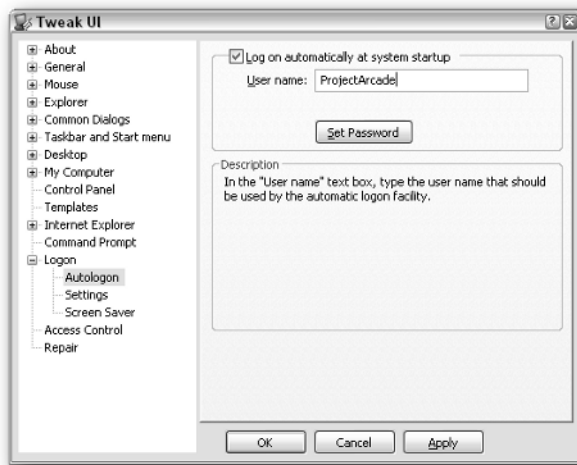 Tweak UI
About
General
Mouse
Explorer
Common Dialogs
Taskbar and Start menu
Desktop
My Computer
Control Panel
Templates
Internet Explorer
Command Prompt
Logon
Autologon
Settings
Screen Saver
Access Control
Repair
Log on automatically at system startup
User name: ProjectArcade
Set Password
Description
In the "User name" text box, type the user name that should
be used by the automatic logon facility.
OK Cancel Apply